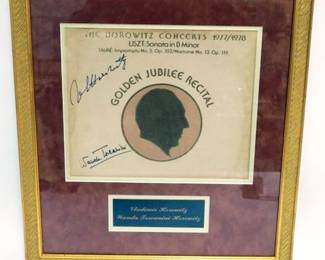 THE HOROWITZ CONCERTS 1977/1978
LISZT: Sonata in B Minor
FAURÉ: Impromptu No. 5, Op. 102/Nocturne No. 13, Op. 119
GOLDEN JUBILEE RECITAL
Vladimir Horowitz
Wanda Toscanini Horowitz